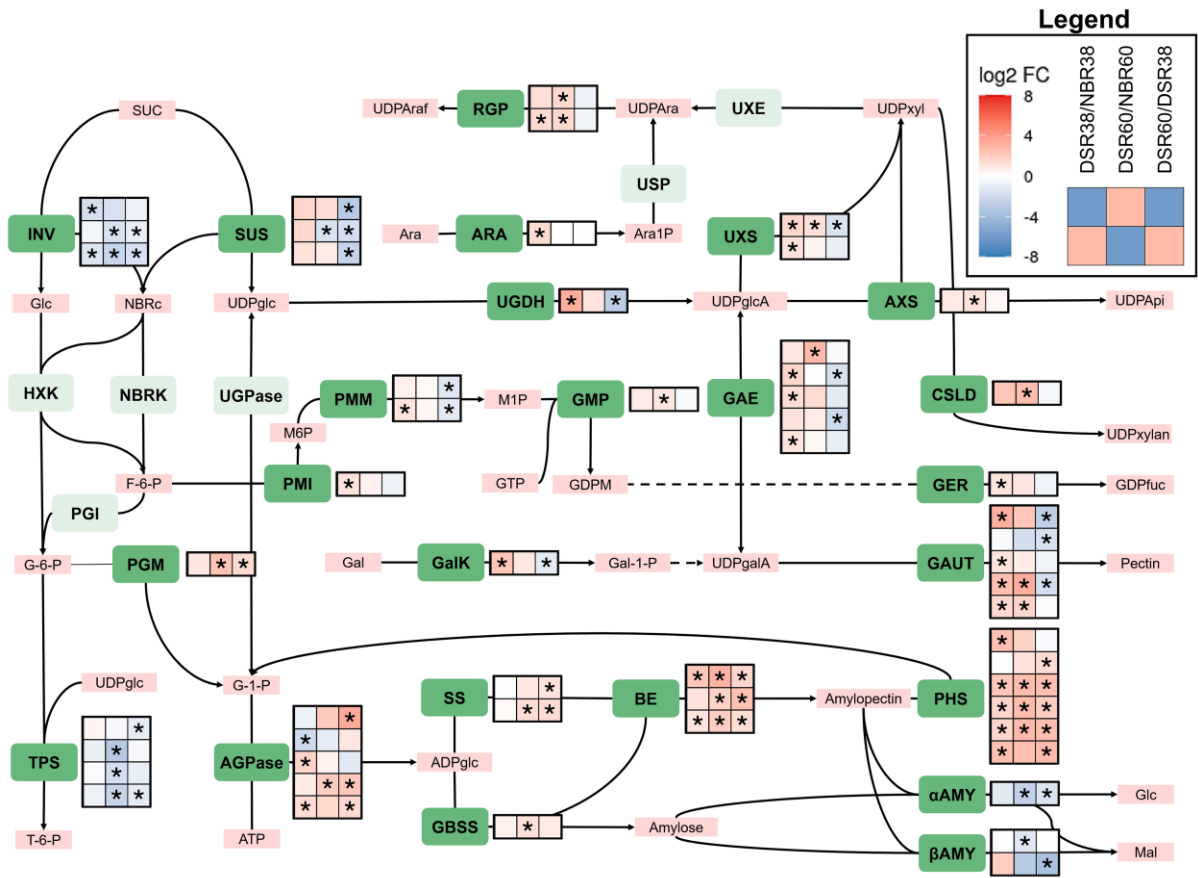 Legend
log2 FC
8
4
0
-4
-8
DSR38/NBR38
DSR60/NBR60
DSR60/DSR38
SUC
UDPAraf
RGP
*
* *
UDPAra
UXE
UDPxyl
USP
INV
*
* *
* * *
SUS
*
* *
*
Ara
ARA
*
Ara1P
UXS
* * *
*
Glc
NBRc
UDPglc
UGDH
* *
UDPglcA
AXS
*
UDPApi
HXK
NBRK
UGPase
PMM
*
* *
M1P
GMP
*
GAE
*
* *
*
*
*
CSLD
* *
UDPxylan
M6P
F-6-P
PMI
*
GTP
GDPM
GER
*
GDPfuc
PGI
G-6-P
PGM
* *
Gal
GalK
* *
Gal-1-P
UDPgalA
GAUT
* *
*
*
* * *
* *
Pectin
UDPglc
G-1-P
SS
*
* *
BE
* * *
* *
* * *
Amylopectin
PHS
*
*
* * *
* * *
* * *
* * *
TPS
*
*
*
* *
AGPase
*
*
*
* *
* * *
ADPglc
GBSS
*
Amylose
αAMY
* *
Glc
T-6-P
ATP
βAMY
*
*
Mal